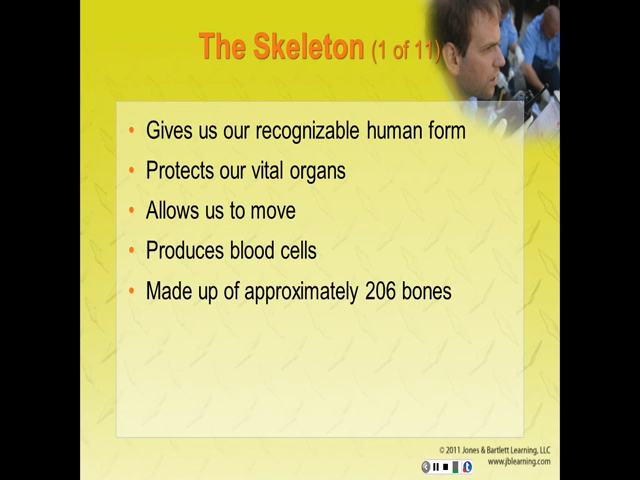 The Skeleton (1 of 11)
• Gives us our recognizable human form
• Protects our vital organs
• Allows us to move
• Produces blood cells
• Made up of approximately 206 bones
© 2011 Jones & Bartlett Learning, LLC
www.jblearning.com